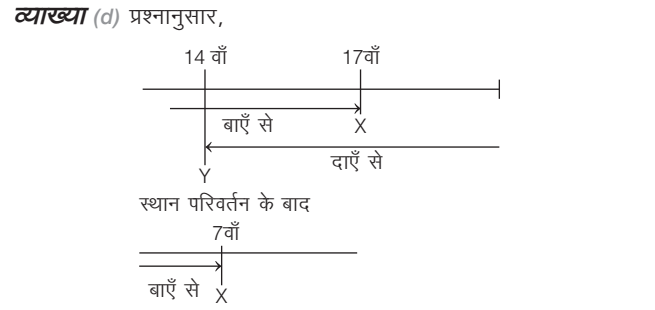 व्याख्या (d) प्रश्नानुसार,
14 वाँ 17वाँ
बाएँ से X
दाएँ से
Y
स्थान परिवर्तन के बाद
7वाँ
बाएँ से X